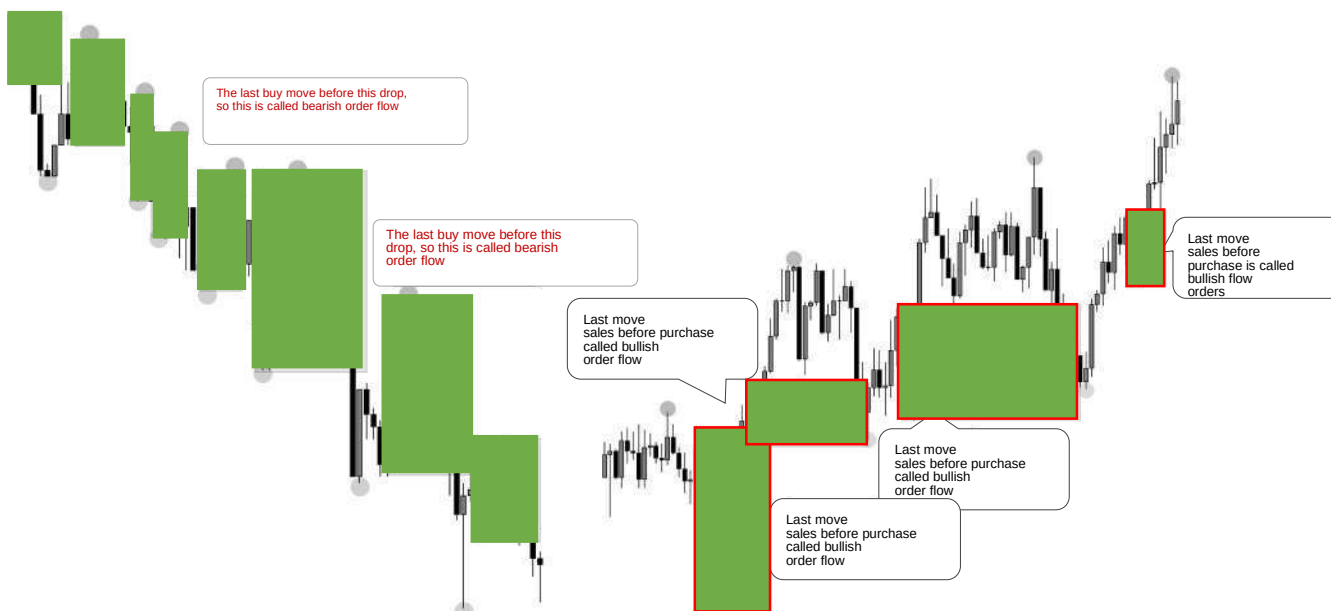 The last buy move before this drop,
so this is called bearish order flow
The last buy move before this
drop, so this is called bearish
order flow
Last move
sales before purchase
called bullish
order flow
Last move
sales before
purchase is called
bullish flow
orders
Last move
sales before purchase
called bullish
order flow
Last move
sales before purchase
called bullish
order flow